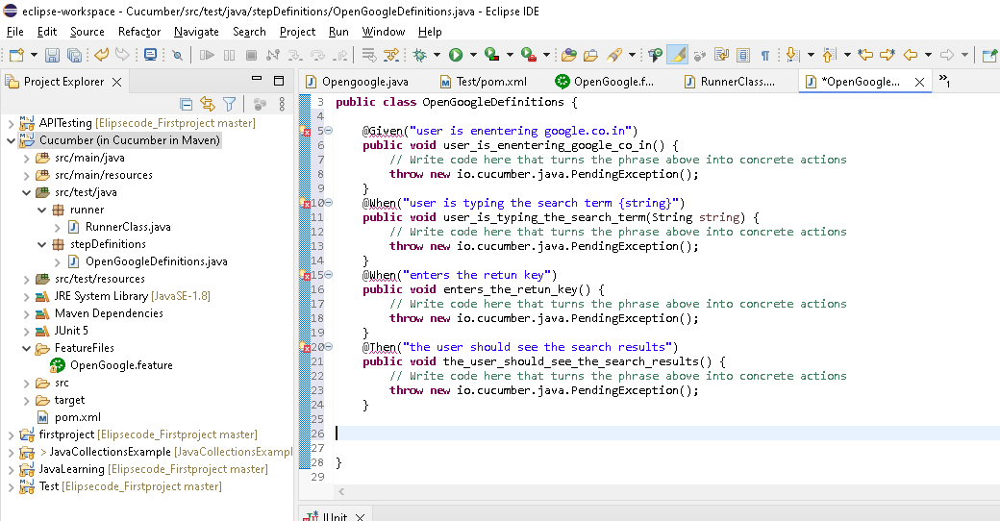 eclipse-workspace - Cucumber/src/test/java/stepDefinitions/OpenGoogleDefinitions.java - Eclipse IDE
File Edit Source Refactor Navigate Search Project Run Window Help
Project Explorer
APITesting [Elipsecode_Firstproject master]
Cucumber (in Cucumber in Maven)
src/main/java
src/main/resources
src/test/java
runner
RunnerClass.java
stepDefinitions
OpenGoogleDefinitions.java
src/test/resources
JRE System Library [JavaSE-1.8]
Maven Dependencies
JUnit 5
FeatureFiles
OpenGoogle.feature
src
target
pom.xml
firstproject [Elipsecode_Firstproject master]
> JavaCollectionsExample [JavaCollectionsExampl
JavaLearning [Elipsecode_Firstproject master]
Test [Elipsecode_Firstproject master]
Opengoogle.java Test/pom.xml OpenGoogle.f... RunnerClass.... *OpenGoogle... »1
3 public class OpenGoogleDefinitions {
4
5 @Given("user is enentering google.co.in")
6 public void user_is_enentering_google_co_in() {
7 // Write code here that turns the phrase above into concrete actions
8 throw new io.cucumber.java.PendingException();
9 }
10 @When("user is typing the search term {string}")
11 public void user_is_typing_the_search_term(String string) {
12 // Write code here that turns the phrase above into concrete actions
13 throw new io.cucumber.java.PendingException();
14 }
15 @When("enters the retun key")
16 public void enters_the_retun_key() {
17 // Write code here that turns the phrase above into concrete actions
18 throw new io.cucumber.java.PendingException();
19 }
20 @Then("the user should see the search results")
21 public void the_user_should_see_the_search_results() {
22 // Write code here that turns the phrase above into concrete actions
23 throw new io.cucumber.java.PendingException();
24 }
25
26
27
28 }
29
JUnit